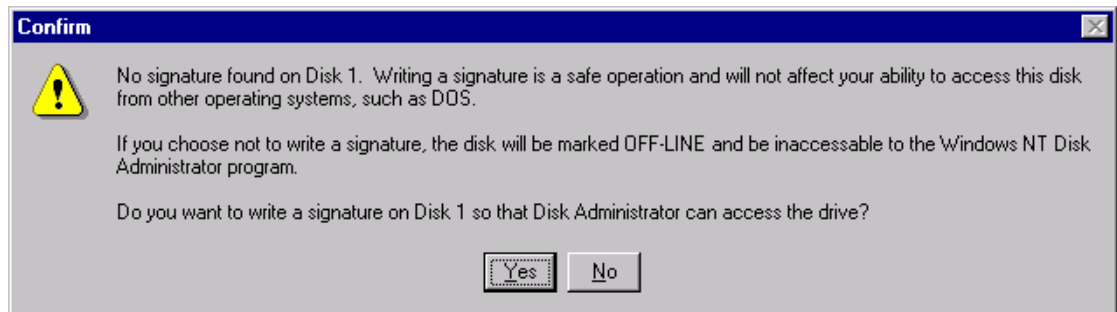 Confirm
No signature found on Disk 1.  Writing a signature is a safe operation and will not affect your ability to access this disk
from other operating systems, such as DOS.
If you choose not to write a signature, the disk will be marked OFF-LINE and be inaccessable to the Windows NT Disk
Administrator program.
Do you want to write a signature on Disk 1 so that Disk Administrator can access the drive?
Yes No